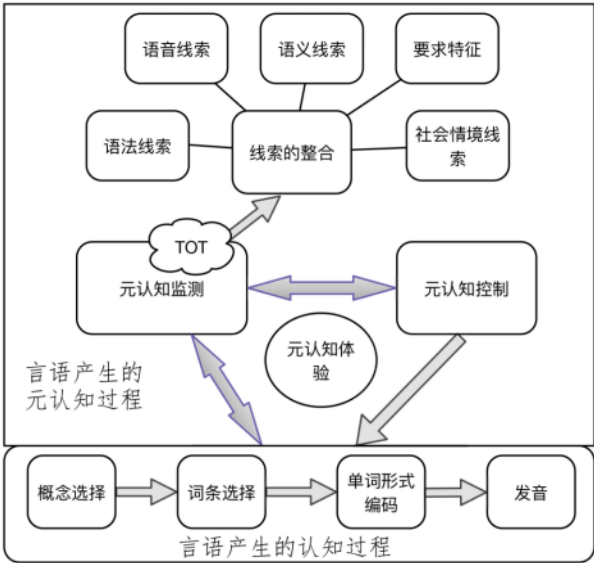 语音线索
语义线索
要求特征
语法线索
线索的整合
社会情境线
索
TOT
元认知监测
元认知控制
元认知体
验
言语产生的
元认知过程
概念选择
词条选择
单词形式
编码
发音
言语产生的认知过程